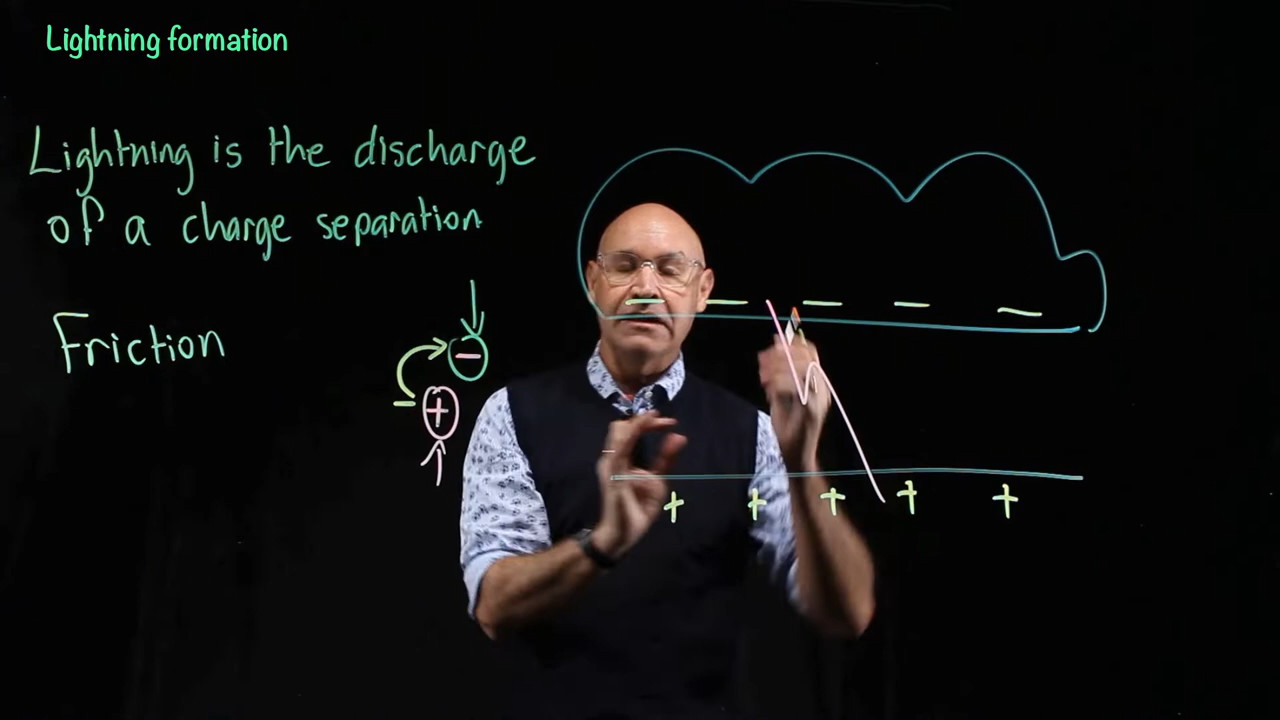 Lightning formation
Lightning is the discharge
of a charge separation
Friction
−
− +
− − − − −
+ + + + +